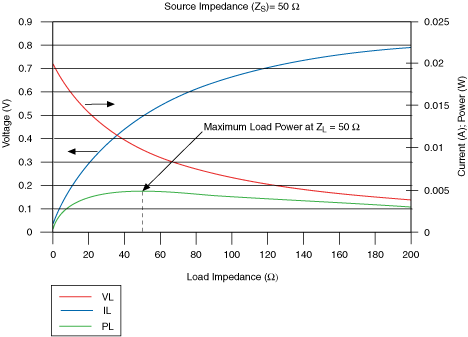 Source Impedance (ZS)= 50 Ω
0.9
0.8
0.7
0.6
0.5
0.4
0.3
0.2
0.1
0
Voltage (V)
0.025
0.02
0.015
0.01
0.005
0
Current (A); Power (W)
Maximum Load Power at ZL = 50 Ω
0 20 40 60 80 100 120 140 160 180 200
Load Impedance (Ω)
VL
IL
PL